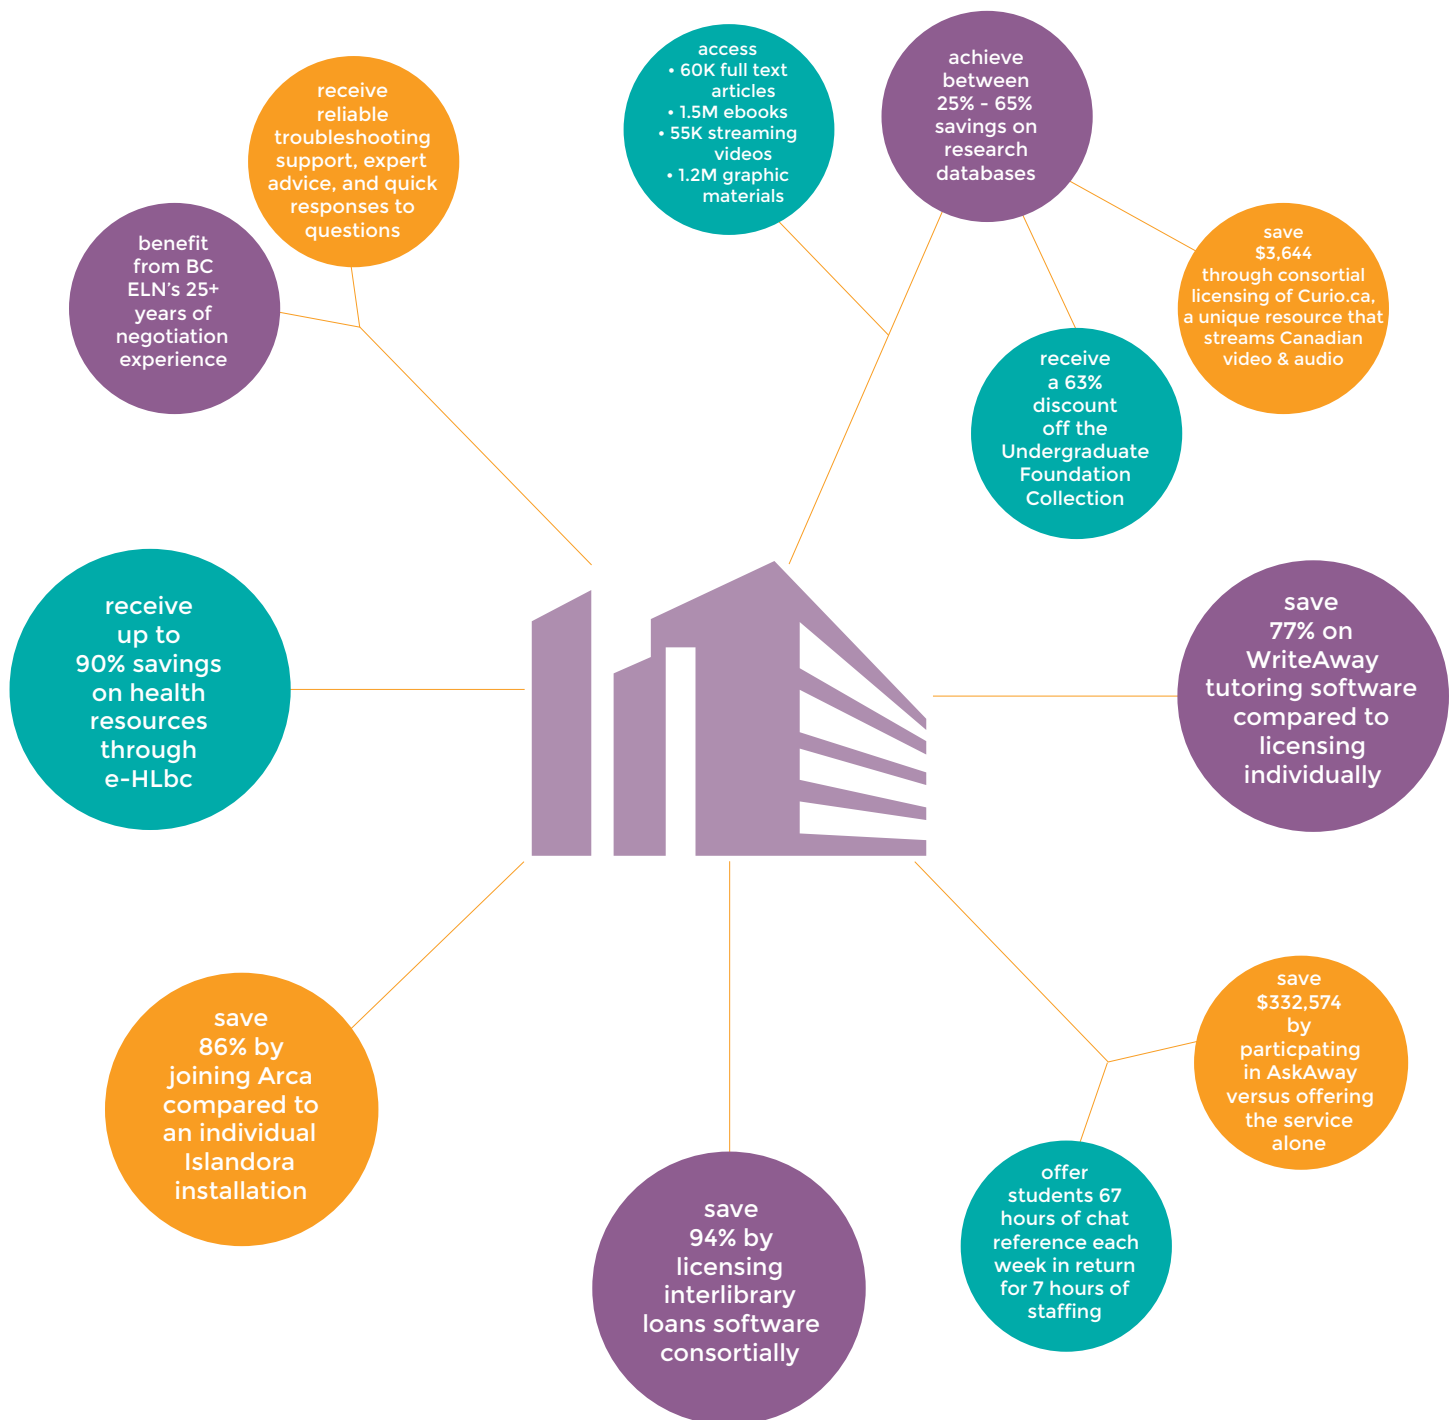 access
• 60K full text
articles
• 1.5M ebooks
• 55K streaming
videos
• 1.2M graphic
materials
achieve
between
25% - 65%
savings on
research
databases
receive
reliable
troubleshooting
support, expert
advice, and quick
responses to
questions
benefit
from BC
ELN's 25+
years of
negotiation
experience
save
$3,644
through consortial
licensing of Curio.ca,
a unique resource that
streams Canadian
video & audio
receive
a 63%
discount
off the
Undergraduate
Foundation
Collection
receive
up to
90% savings
on health
resources
through
e-HLbc
save
77% on
WriteAway
tutoring software
compared to
licensing
individually
save
86% by
joining Arca
compared to
an individual
Islandora
installation
save
$332,574
by
particpating
in AskAway
versus offering
the service
alone
offer
students 67
hours of chat
reference each
week in return
for 7 hours of
staffing
save
94% by
licensing
interlibrary
loans software
consortially